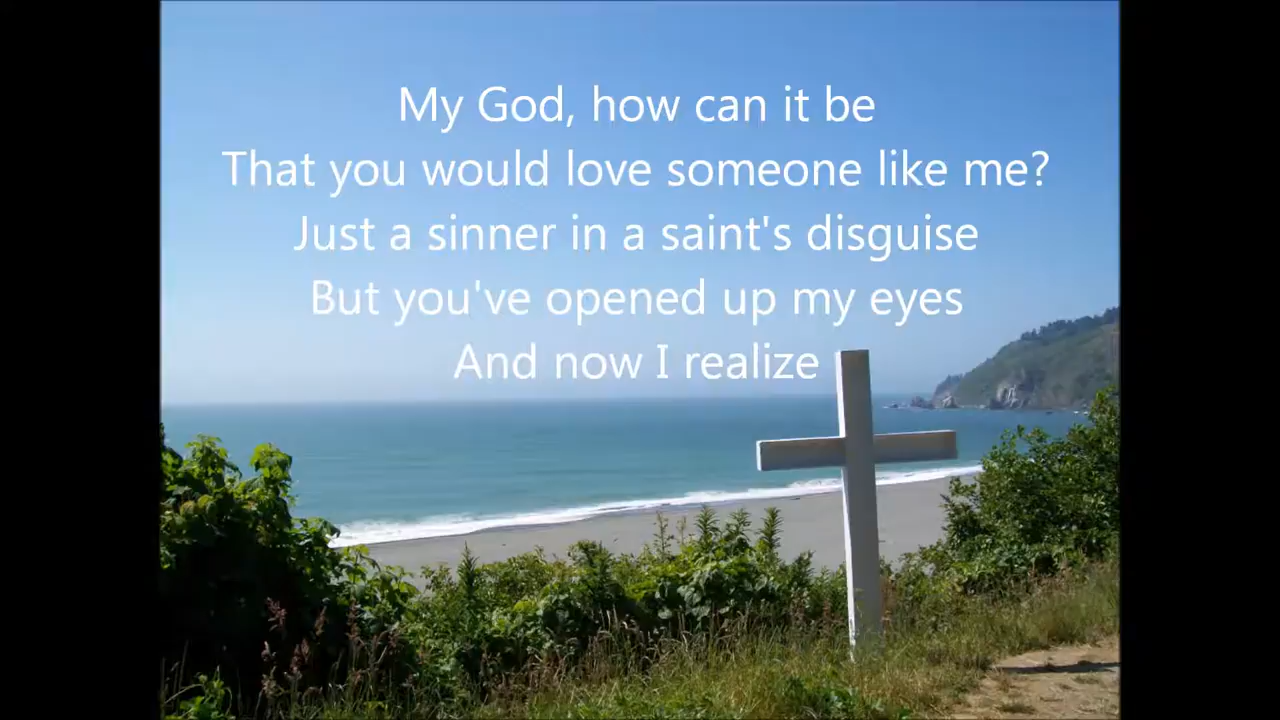 My God, how can it be
That you would love someone like me?
Just a sinner in a saint's disguise
But you've opened up my eyes
And now I realize